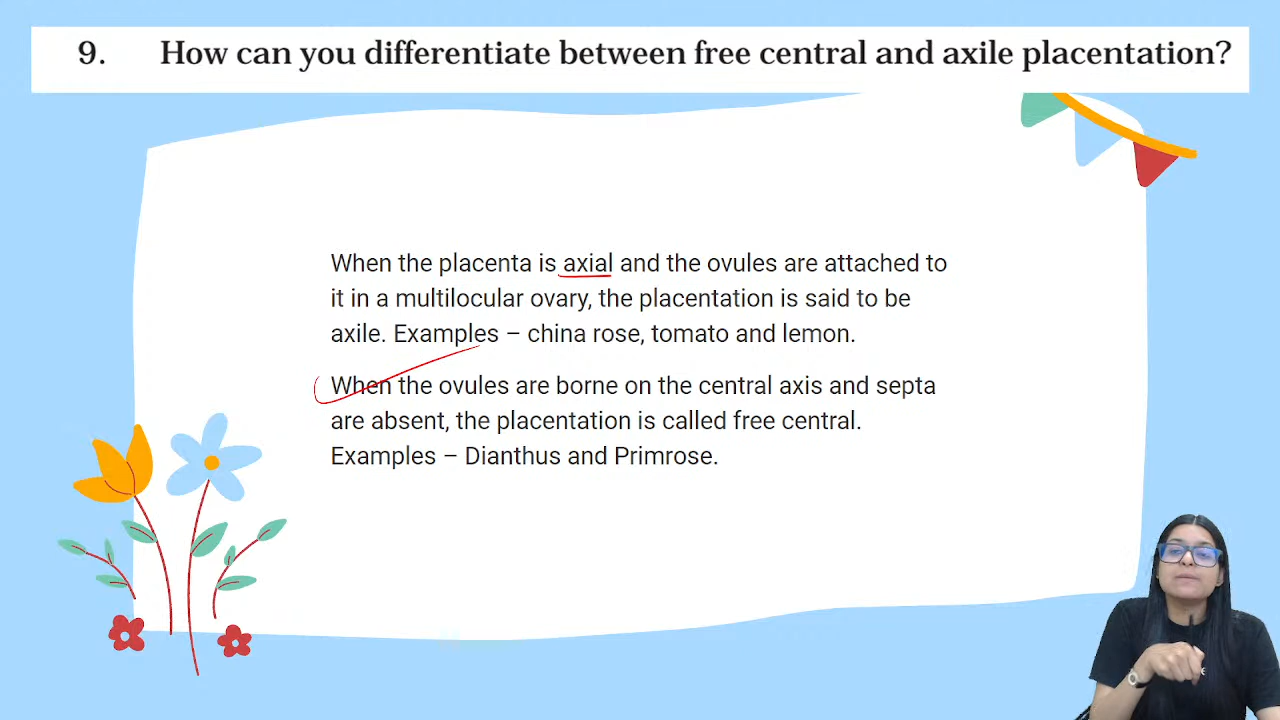 9. How can you differentiate between free central and axile placentation?
When the placenta is axial and the ovules are attached to
it in a multilocular ovary, the placentation is said to be
axile. Examples – china rose, tomato and lemon.
When the ovules are borne on the central axis and septa
are absent, the placentation is called free central.
Examples – Dianthus and Primrose.